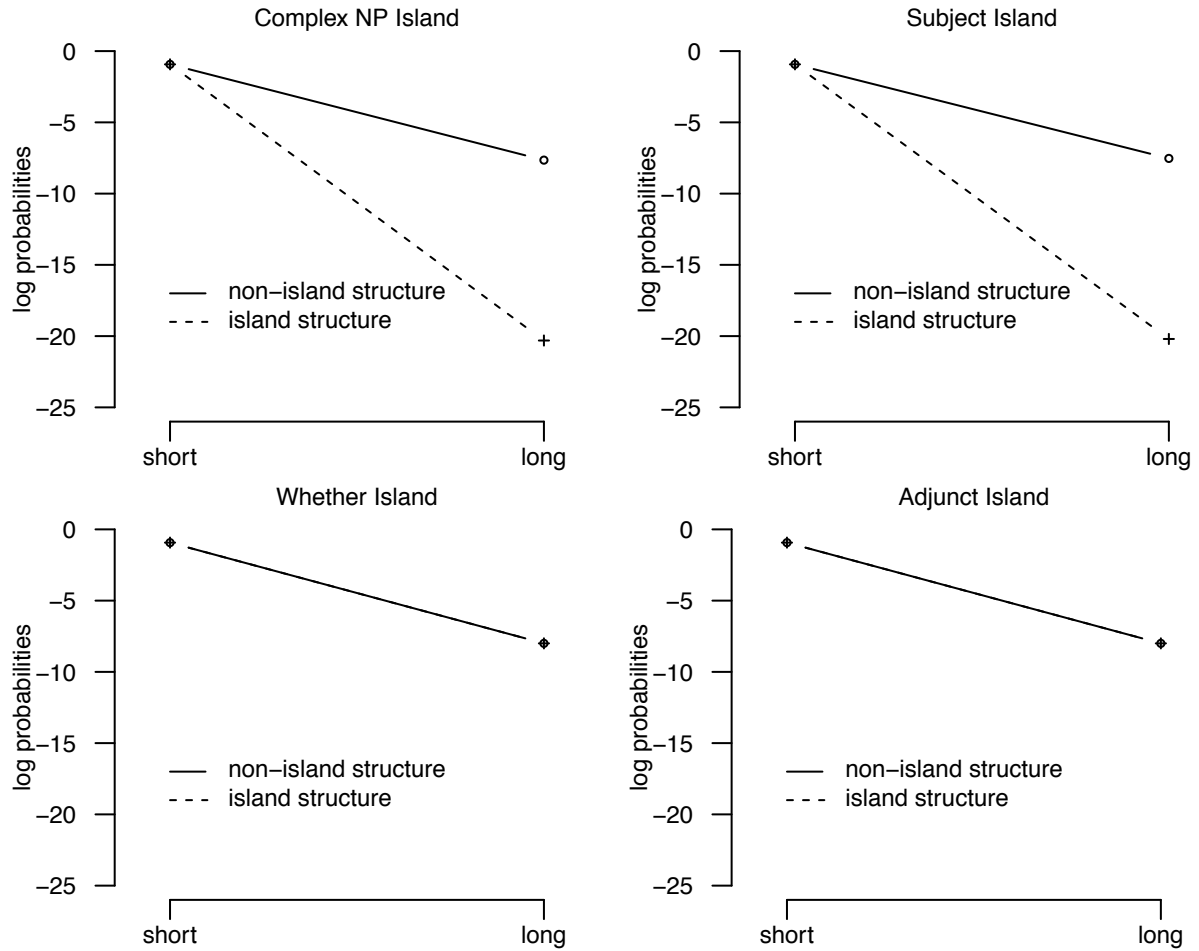 Complex NP Island
log probabilities
0
−5
−10
−15
−20
−25
non−island structure
island structure
short long
Subject Island
log probabilities
0
−5
−10
−15
−20
−25
non−island structure
island structure
short long
Whether Island
log probabilities
0
−5
−10
−15
−20
−25
non−island structure
island structure
short long
Adjunct Island
log probabilities
0
−5
−10
−15
−20
−25
non−island structure
island structure
short long